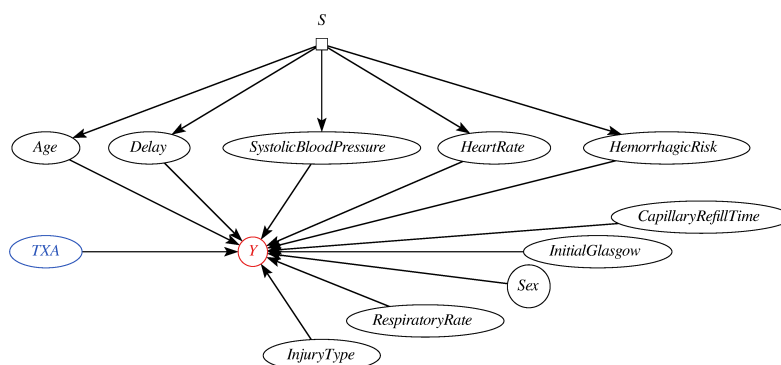 S
Age
Delay
SystolicBloodPressure
HeartRate
HemorrhagicRisk
CapillaryRefillTime
TXA
Y
InitialGlasgow
Sex
RespiratoryRate
InjuryType